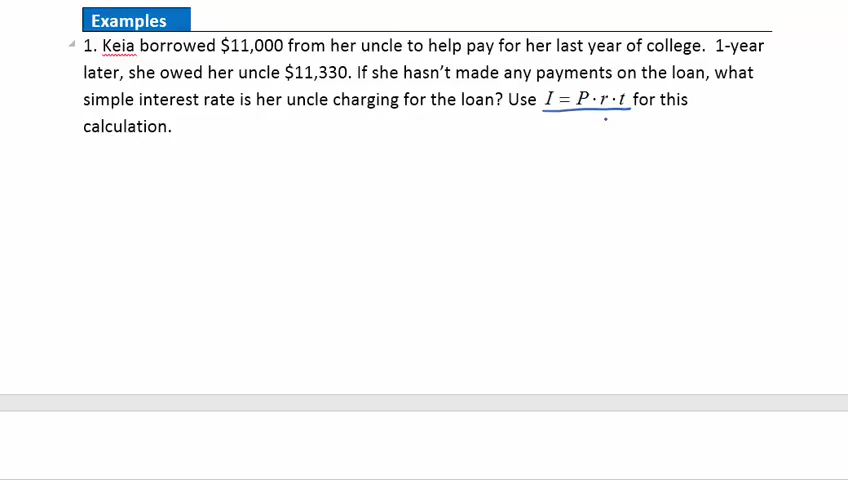 Examples
1. Keia borrowed $11,000 from her uncle to help pay for her last year of college.  1-year
later, she owed her uncle $11,330. If she hasn't made any payments on the loan, what
simple interest rate is her uncle charging for the loan? Use I = P · r · t for this
calculation.